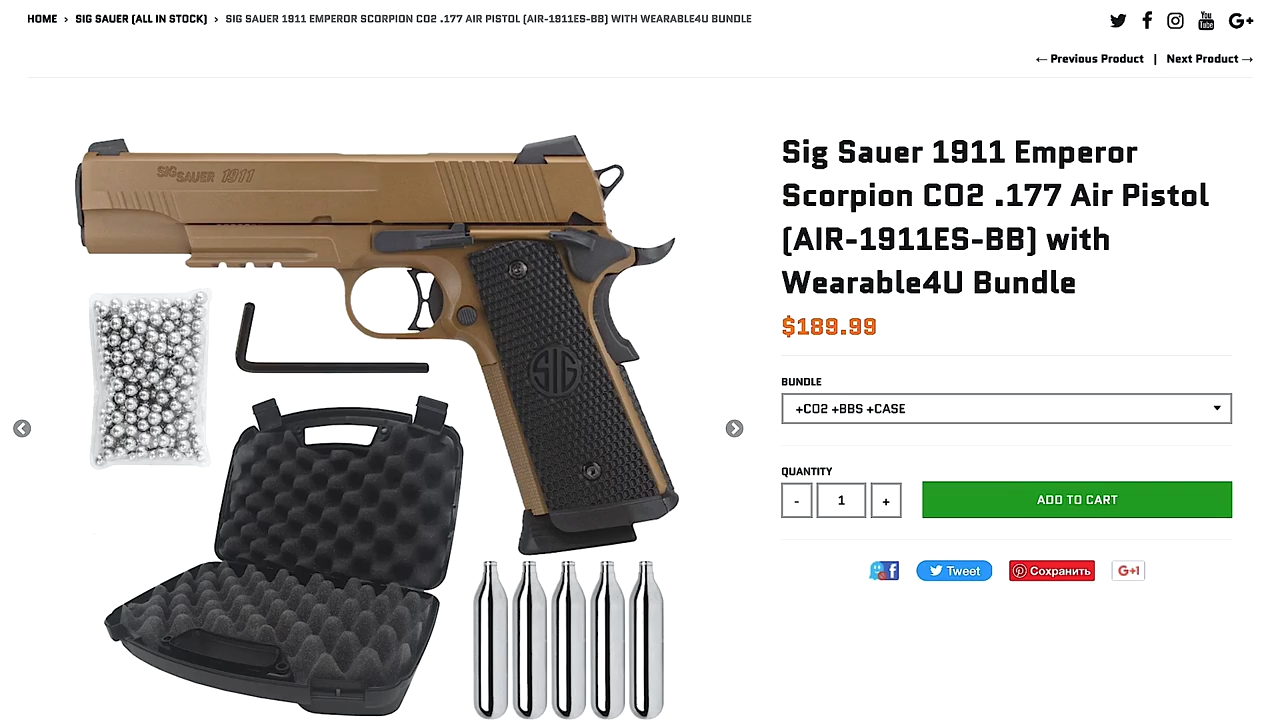 HOME › SIG SAUER (ALL IN STOCK) › SIG SAUER 1911 EMPEROR SCORPION CO2 .177 AIR PISTOL (AIR-1911ES-BB) WITH WEARABLE4U BUNDLE
You Tube
G+
← Previous Product | Next Product →
SIG SAUER 1911
SIG
Sig Sauer 1911 Emperor
Scorpion CO2 .177 Air Pistol
(AIR-1911ES-BB) with
Wearable4U Bundle
$189.99
BUNDLE
+CO2 +BBS +CASE
QUANTITY
- 1 + ADD TO CART
f Tweet Сохранить G+1